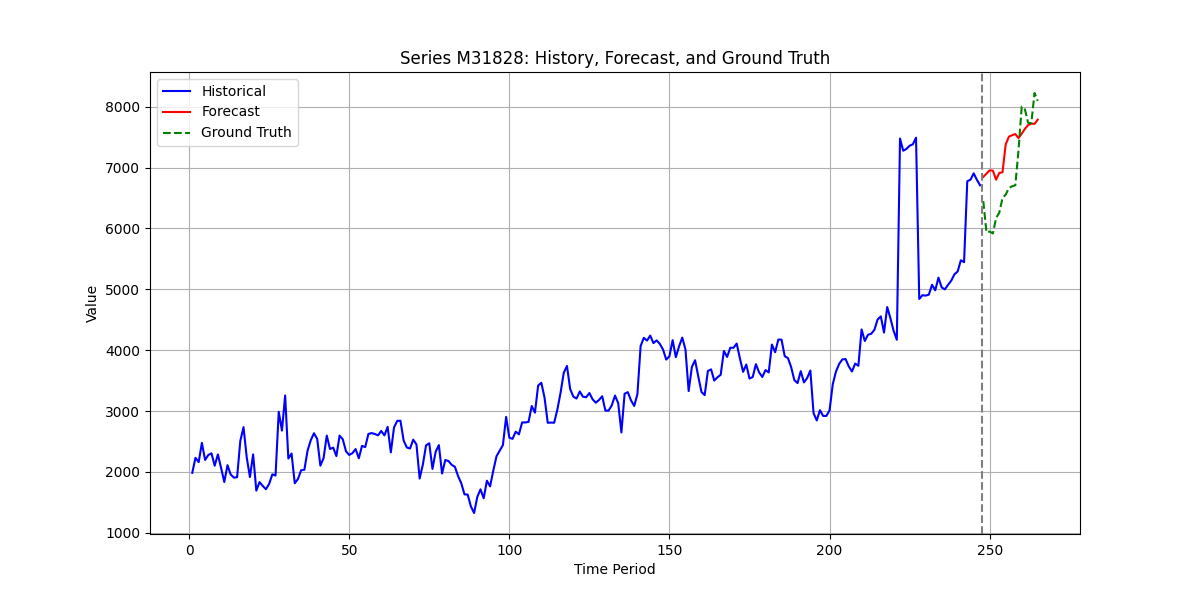 Series M31828: History, Forecast, and Ground Truth
Historical
Forecast
Ground Truth
Value
8000
7000
6000
5000
4000
3000
2000
1000
0
50
100
150
200
250
Time Period